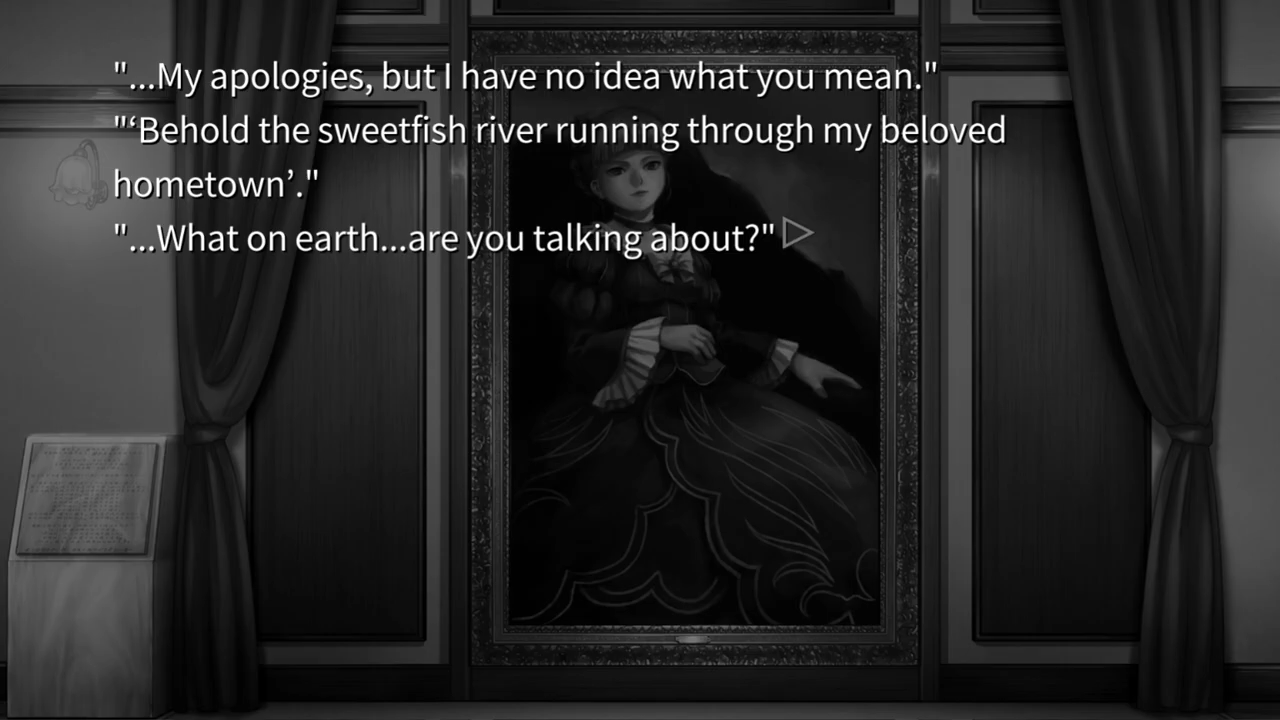 "...My apologies, but I have no idea what you mean."
"‘Behold the sweetfish river running through my beloved
hometown’."
"...What on earth...are you talking about?"